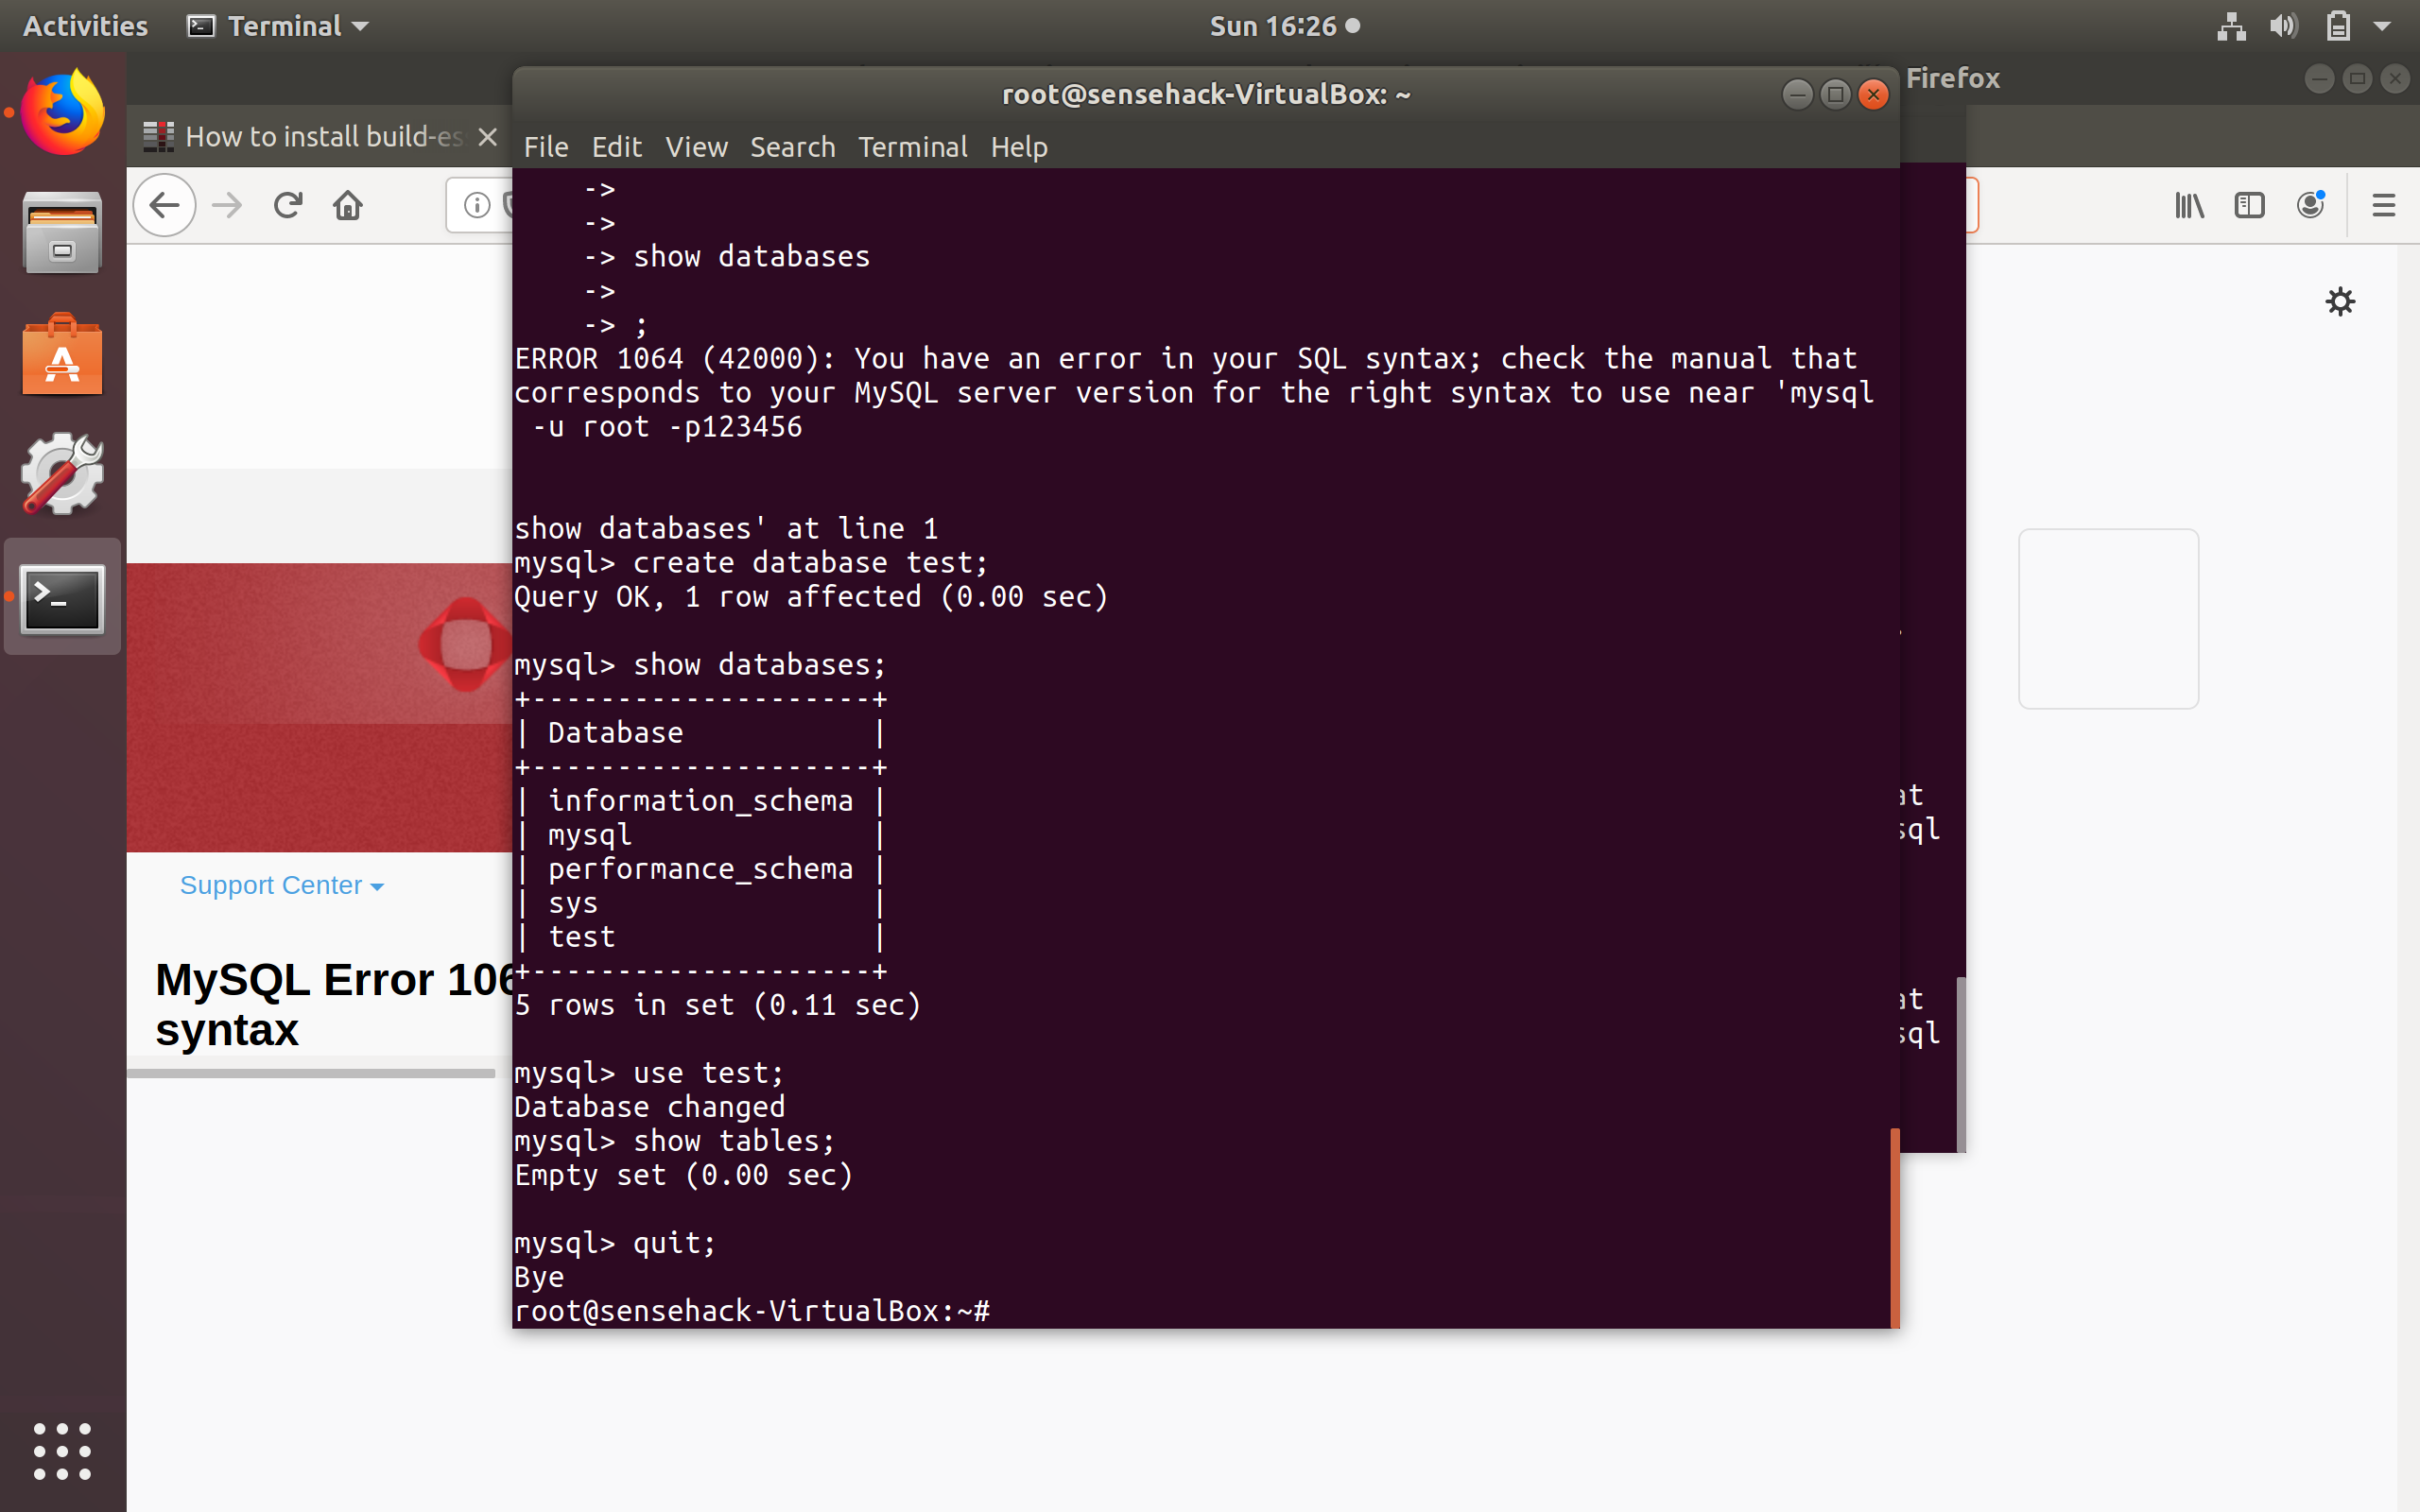 Activities Terminal Sun 16:26
Firefox
root@sensehack-VirtualBox: ~
How to install build-es
File Edit View Search Terminal Help
->
->
-> show databases
->
-> ;
ERROR 1064 (42000): You have an error in your SQL syntax; check the manual that
corresponds to your MySQL server version for the right syntax to use near 'mysql
-u root -p123456
show databases' at line 1
mysql> create database test;
Query OK, 1 row affected (0.00 sec)
mysql> show databases;
+--------------------+
| Database           |
+--------------------+
| information_schema |
| mysql              |
| performance_schema |
| sys                |
| test               |
+--------------------+
5 rows in set (0.11 sec)
mysql> use test;
Database changed
mysql> show tables;
Empty set (0.00 sec)
mysql> quit;
Bye
root@sensehack-VirtualBox:~#
Support Center
MySQL Error 106
syntax
at
sql
at
sql